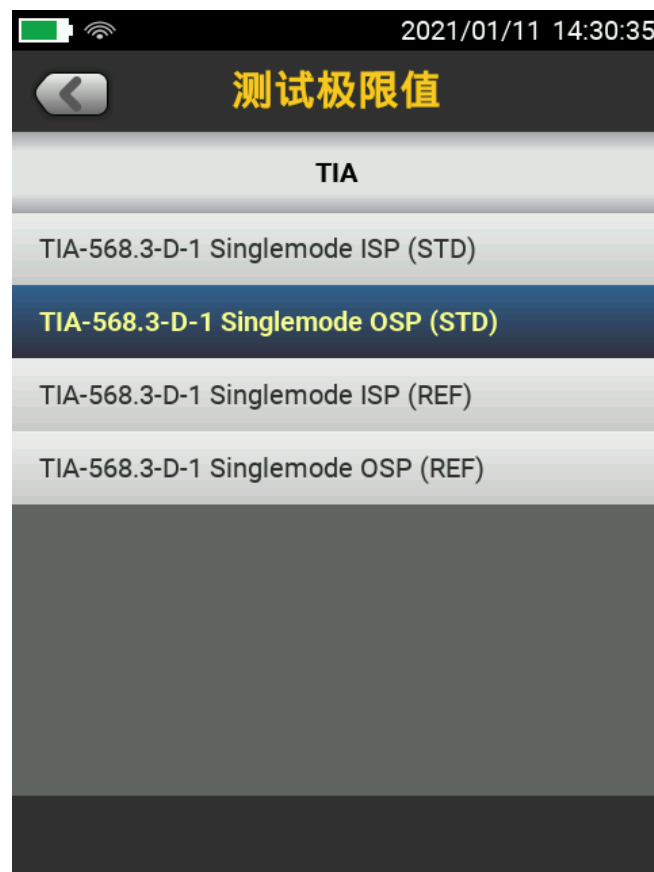 2021/01/11 14:30:35
测试极限值
TIA
TIA-568.3-D-1 Singlemode ISP (STD)
TIA-568.3-D-1 Singlemode OSP (STD)
TIA-568.3-D-1 Singlemode ISP (REF)
TIA-568.3-D-1 Singlemode OSP (REF)